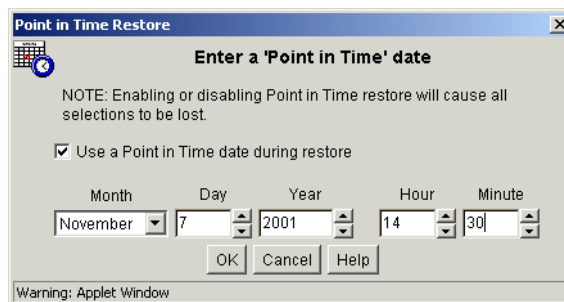 Point in Time Restore
Enter a 'Point in Time' date
NOTE: Enabling or disabling Point in Time restore will cause all
selections to be lost.
Use a Point in Time date during restore
Month Day Year Hour Minute
November 7 2001 14 30
OK Cancel Help
Warning: Applet Window